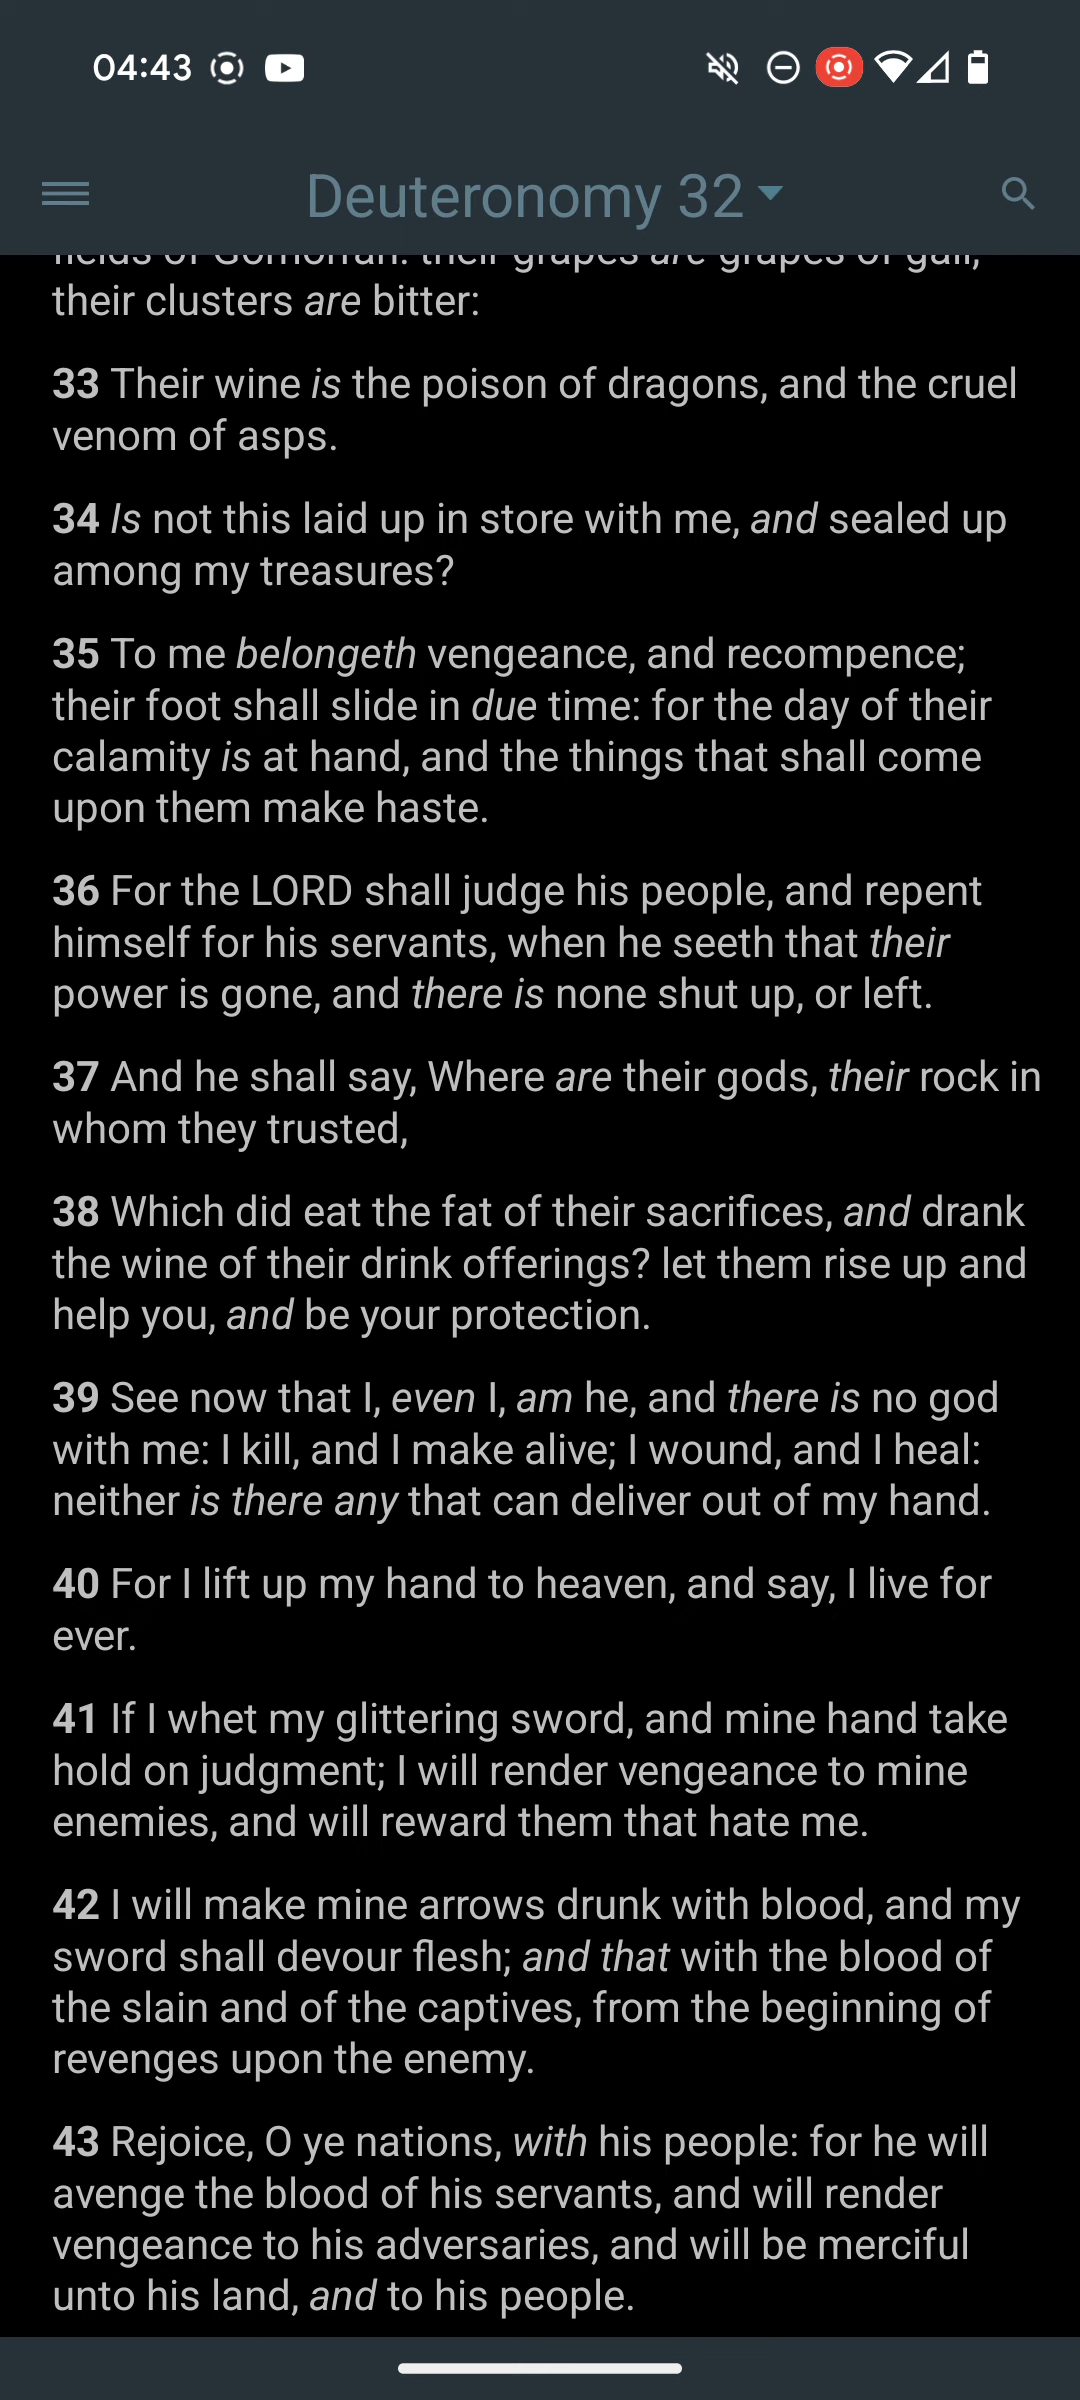 04:43
Deuteronomy 32
fields of Gomorrah: their grapes are grapes of gall,
their clusters are bitter:
33 Their wine is the poison of dragons, and the cruel
venom of asps.
34 Is not this laid up in store with me, and sealed up
among my treasures?
35 To me belongeth vengeance, and recompence;
their foot shall slide in due time: for the day of their
calamity is at hand, and the things that shall come
upon them make haste.
36 For the LORD shall judge his people, and repent
himself for his servants, when he seeth that their
power is gone, and there is none shut up, or left.
37 And he shall say, Where are their gods, their rock in
whom they trusted,
38 Which did eat the fat of their sacrifices, and drank
the wine of their drink offerings? let them rise up and
help you, and be your protection.
39 See now that I, even I, am he, and there is no god
with me: I kill, and I make alive; I wound, and I heal:
neither is there any that can deliver out of my hand.
40 For I lift up my hand to heaven, and say, I live for
ever.
41 If I whet my glittering sword, and mine hand take
hold on judgment; I will render vengeance to mine
enemies, and will reward them that hate me.
42 I will make mine arrows drunk with blood, and my
sword shall devour flesh; and that with the blood of
the slain and of the captives, from the beginning of
revenges upon the enemy.
43 Rejoice, O ye nations, with his people: for he will
avenge the blood of his servants, and will render
vengeance to his adversaries, and will be merciful
unto his land, and to his people.